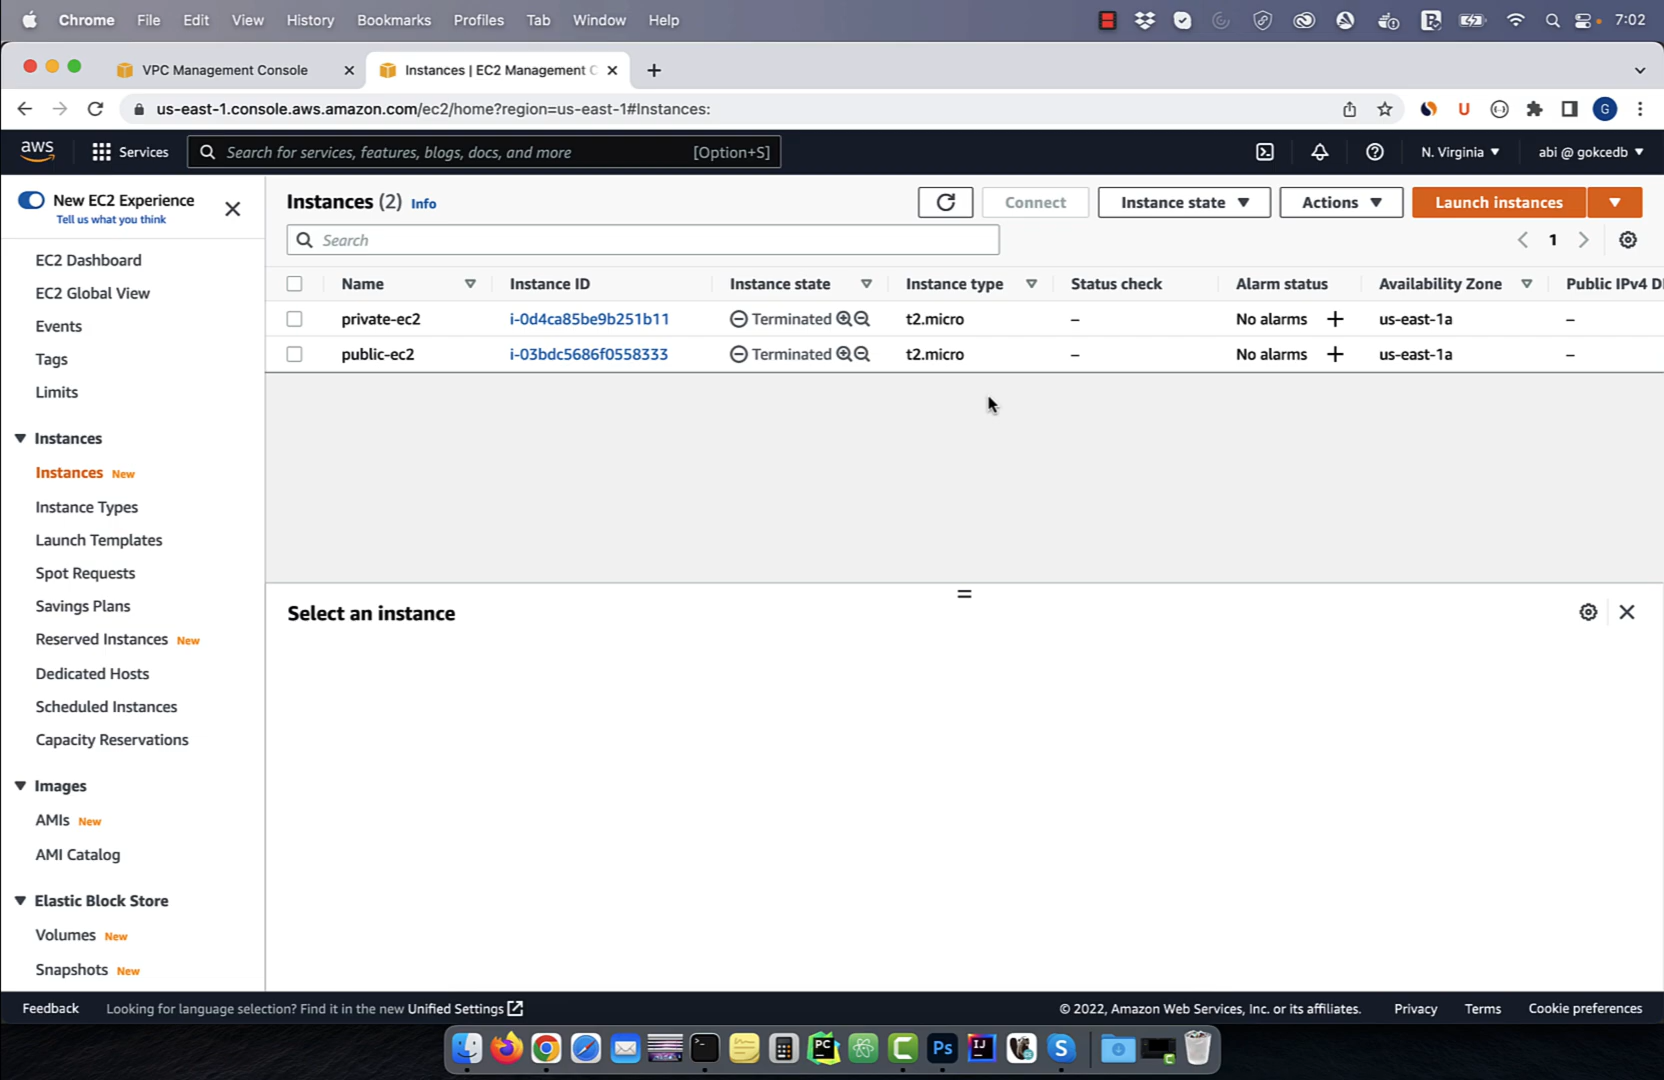 Chrome File Edit View History Bookmarks Profiles Tab Window Help 7:02
VPC Management Console Instances | EC2 Management C
us-east-1.console.aws.amazon.com/ec2/home?region=us-east-1#Instances: U G
aws Services Search for services, features, blogs, docs, and more [Option+S] N. Virginia abi @ gokcedb
New EC2 Experience
Tell us what you think
EC2 Dashboard
EC2 Global View
Events
Tags
Limits
Instances
Instances New
Instance Types
Launch Templates
Spot Requests
Savings Plans
Reserved Instances New
Dedicated Hosts
Scheduled Instances
Capacity Reservations
Images
AMIs New
AMI Catalog
Elastic Block Store
Volumes New
Snapshots New
Instances (2) Info Connect Instance state Actions Launch instances
Search 1
Name Instance ID Instance state Instance type Status check Alarm status Availability Zone Public IPv4 D
private-ec2 i-0d4ca85be9b251b11 Terminated t2.micro – No alarms + us-east-1a –
public-ec2 i-03bdc5686f0558333 Terminated t2.micro – No alarms + us-east-1a –
Select an instance
Feedback Looking for language selection? Find it in the new Unified Settings © 2022, Amazon Web Services, Inc. or its affiliates. Privacy Terms Cookie preferences
PC Ps IJ S